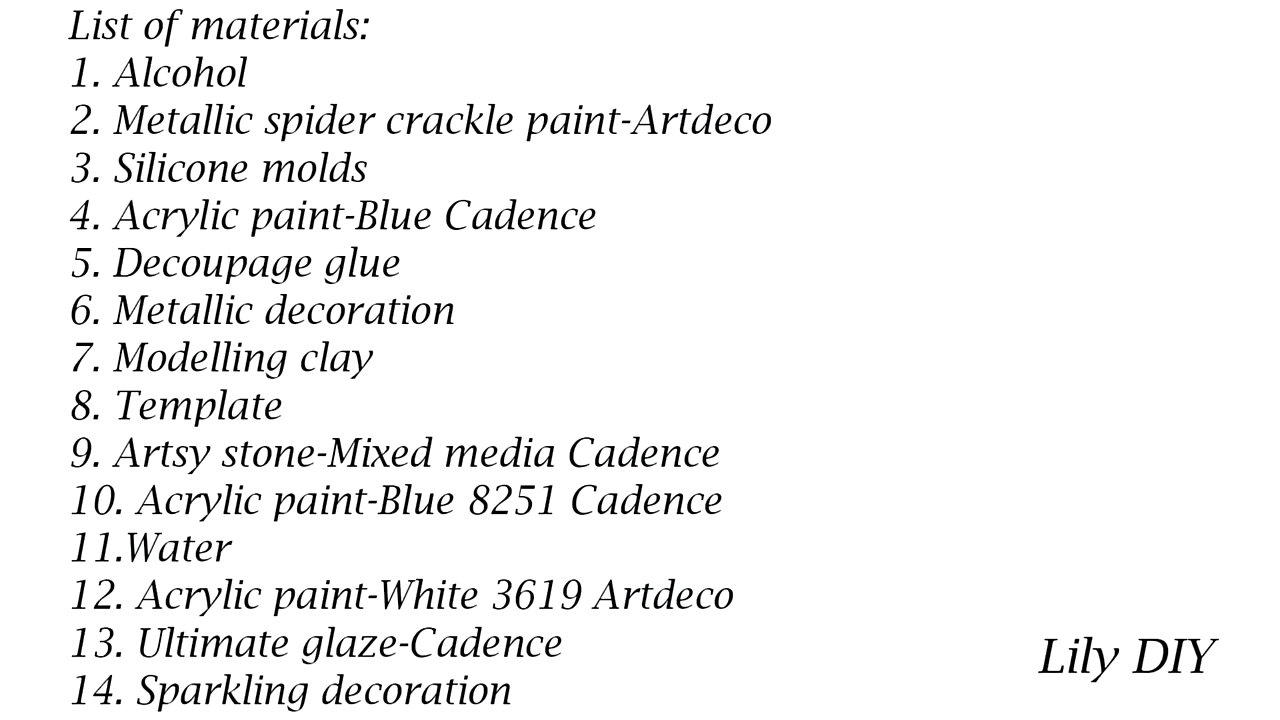 List of materials:
1. Alcohol
2. Metallic spider crackle paint-Artdeco
3. Silicone molds
4. Acrylic paint-Blue Cadence
5. Decoupage glue
6. Metallic decoration
7. Modelling clay
8. Template
9. Artsy stone-Mixed media Cadence
10. Acrylic paint-Blue 8251 Cadence
11.Water
12. Acrylic paint-White 3619 Artdeco
13. Ultimate glaze-Cadence
14. Sparkling decoration
Lily DIY